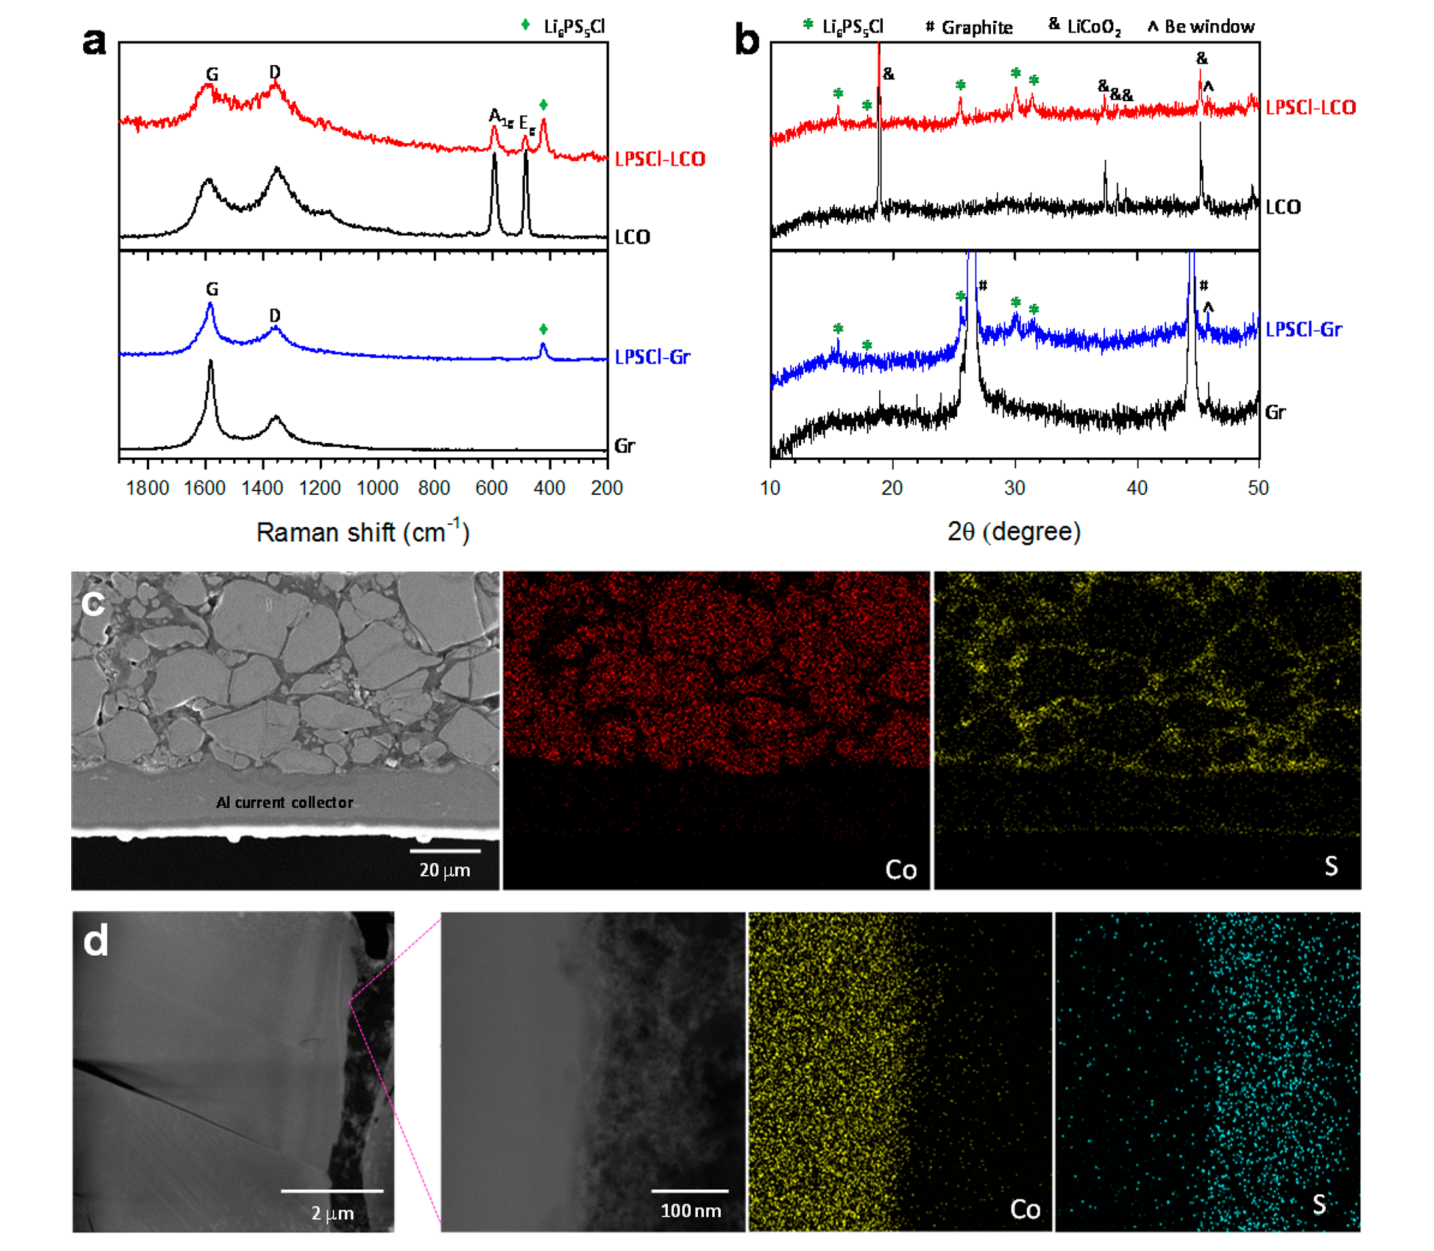 a
♦ Li₆PS₅Cl
G
D
A₁g
Eg
♦
LPSCl-LCO
LCO
G
D
♦
LPSCl-Gr
Gr
1800 1600 1400 1200 1000 800 600 400 200
Raman shift (cm⁻¹)
b
* Li₆PS₅Cl # Graphite & LiCoO₂ ^ Be window
* * & * * * & && & ^
LPSCl-LCO
LCO
* * * # * * # ^
LPSCl-Gr
Gr
10 20 30 40 50
2θ (degree)
c
Al current collector
20 μm
Co
S
d
2 μm
100 nm
Co
S